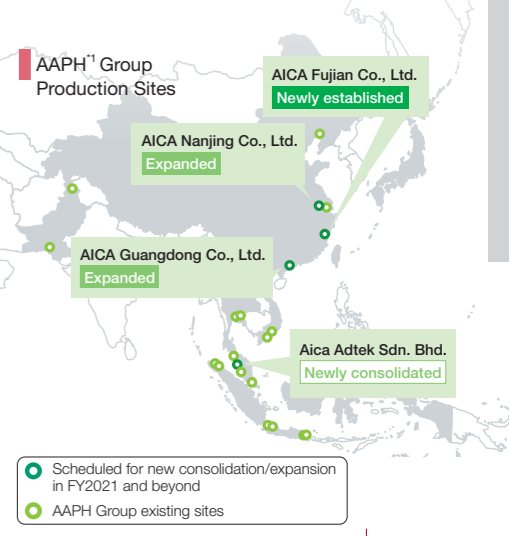 AAPH*1 Group
Production Sites
AICA Fujian Co., Ltd.
Newly established
AICA Nanjing Co., Ltd.
Expanded
AICA Guangdong Co., Ltd.
Expanded
Aica Adtek Sdn. Bhd.
Newly consolidated
Scheduled for new consolidation/expansion
in FY2021 and beyond
AAPH Group existing sites